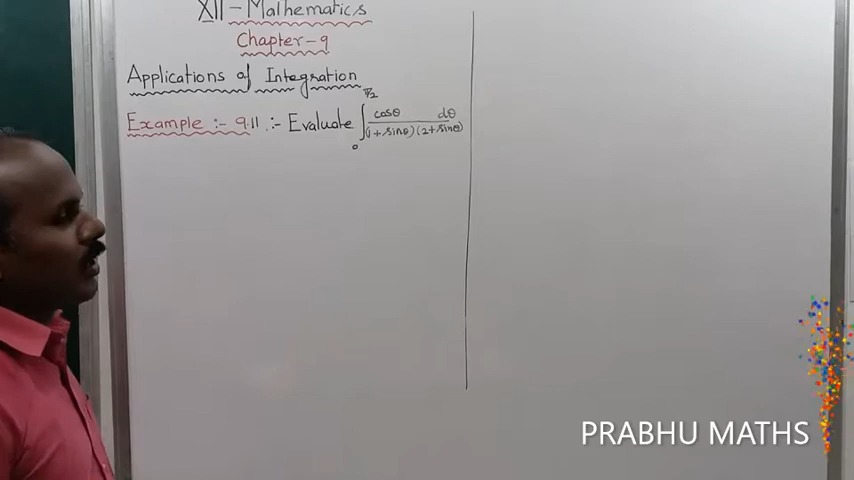 XII - Mathematics
Chapter - 9
Applications of Integration
Example :- 9.11 :- Evaluate ∫₀^{π/2} cosθ dθ / (1+sinθ)(2+sinθ)
PRABHU MATHS